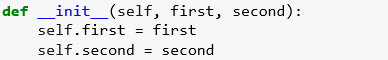 def __init__(self, first, second):
    self.first = first
    self.second = second